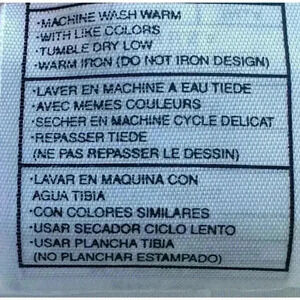 •MACHINE WASH WARM
•WITH LIKE COLORS
•TUMBLE DRY LOW
•WARM IRON (DO NOT IRON DESIGN)
•LAVER EN MACHINE A EAU TIEDE
•AVEC MEMES COULEURS
•SECHER EN MACHINE CYCLE DELICAT
•REPASSER TIEDE
(NE PAS REPASSER LE DESSIN)
•LAVAR EN MAQUINA CON
AGUA TIBIA
•CON COLORES SIMILARES
•USAR SECADOR CICLO LENTO
•USAR PLANCHA TIBIA
(NO PLANCHAR ESTAMPADO)